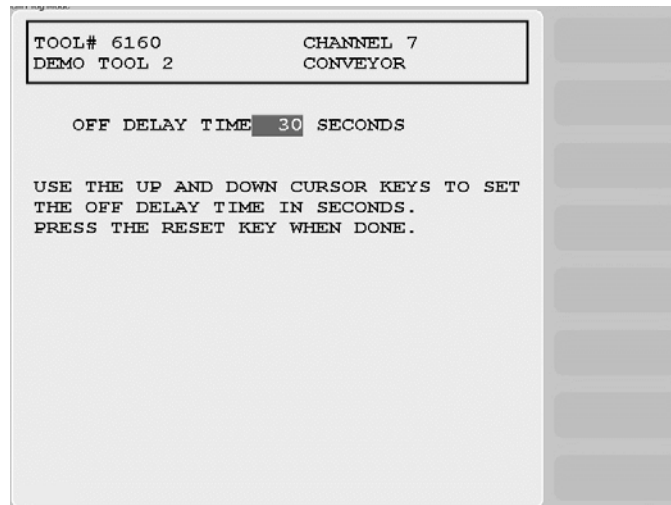 TOOL# 6160 CHANNEL 7
DEMO TOOL 2 CONVEYOR
OFF DELAY TIME 30 SECONDS
USE THE UP AND DOWN CURSOR KEYS TO SET
THE OFF DELAY TIME IN SECONDS.
PRESS THE RESET KEY WHEN DONE.